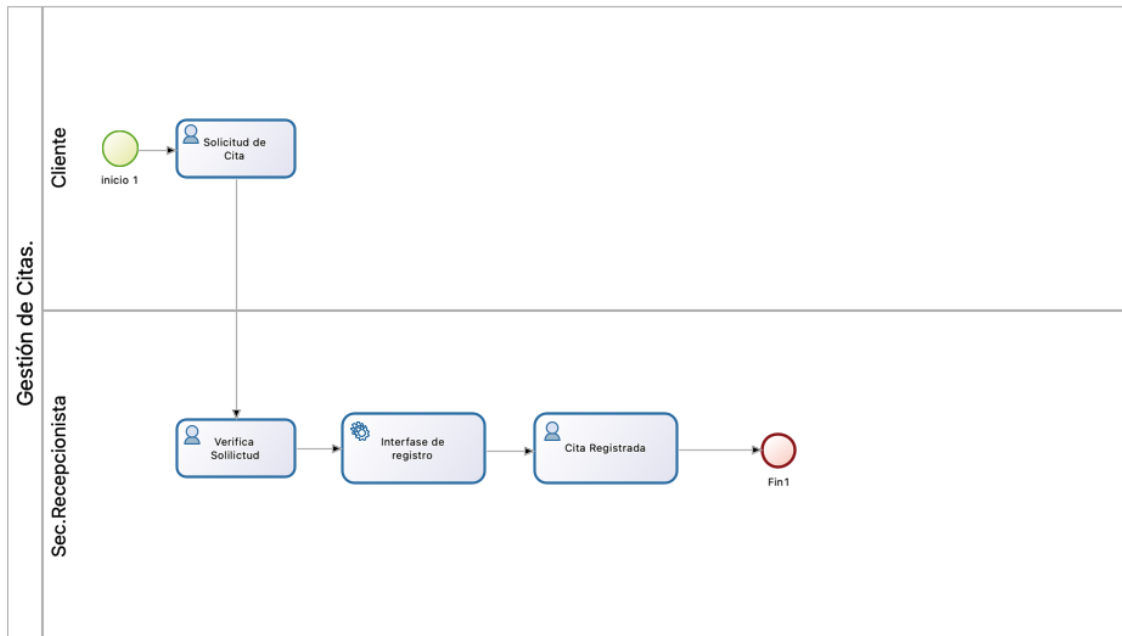 Gestión de Citas.
Cliente
inicio 1
Solicitud de
Cita
Sec.Recepcionista
Verifica
Solilictud
Interfase de
registro
Cita Registrada
Fin1